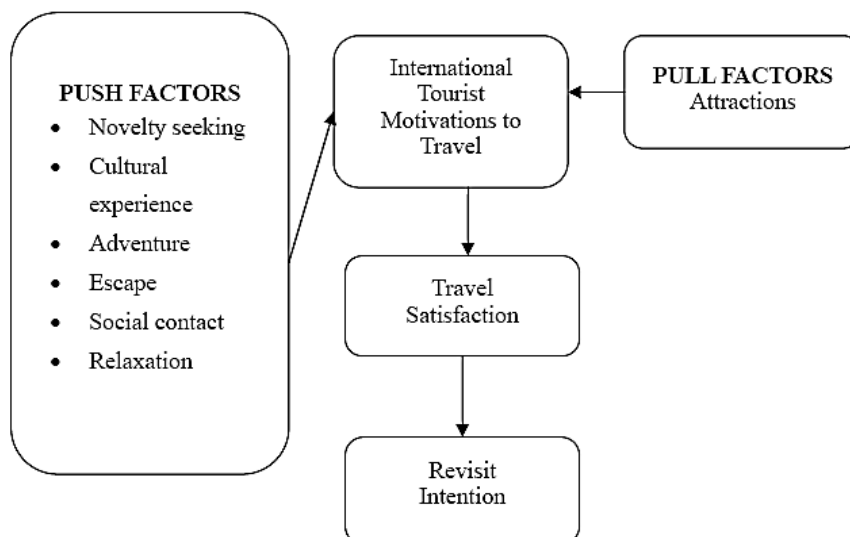 PUSH FACTORS
• Novelty seeking
• Cultural
experience
• Adventure
• Escape
• Social contact
• Relaxation
International
Tourist
Motivations to
Travel
PULL FACTORS
Attractions
Travel
Satisfaction
Revisit
Intention